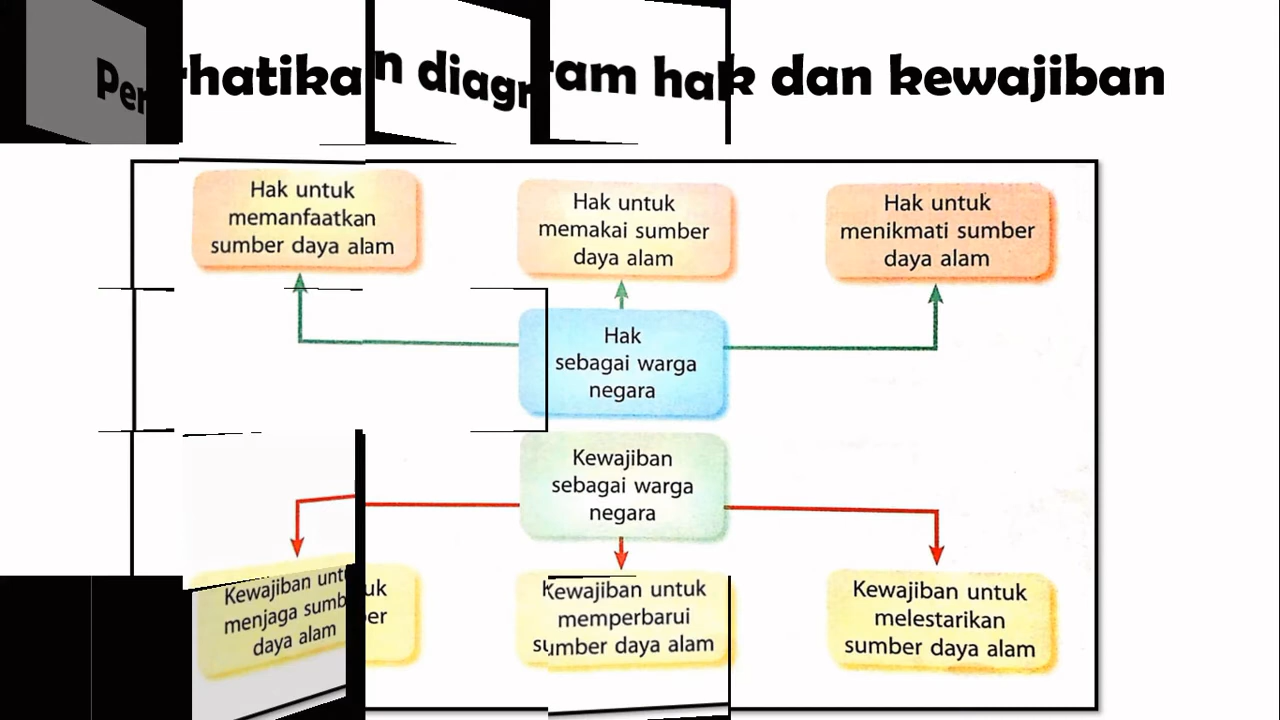 Perhatikan diagram hak dan kewajiban
Hak untuk
memanfaatkan
sumber daya alam
Hak untuk
memakai sumber
daya alam
Hak untuk
menikmati sumber
daya alam
Hak
sebagai warga
negara
Kewajiban
sebagai warga
negara
Kewajiban untuk
menjaga sumber
daya alam
Kewajiban untuk
memperbarui
sumber daya alam
Kewajiban untuk
melestarikan
sumber daya alam